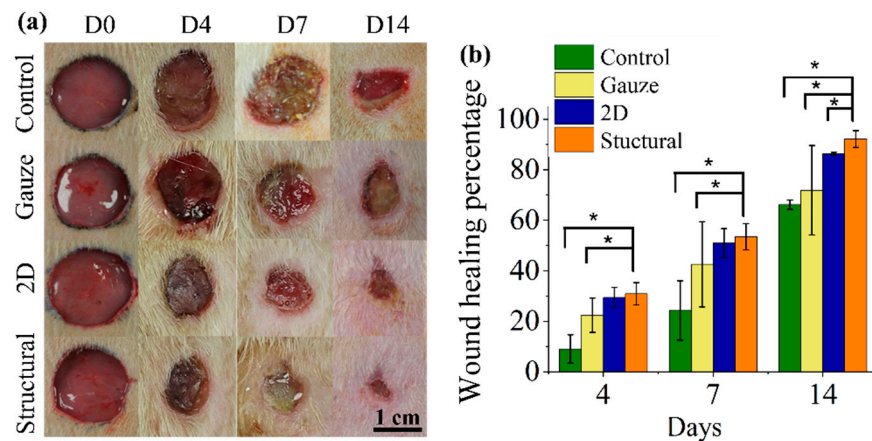 (a)
D0 D4 D7 D14
Control
Gauze
2D
Structural
1 cm
(b)
Control
Gauze
2D
Stuctural
* * *
* *
* *
Wound healing percentage
100
80
60
40
20
0
4 7 14
Days